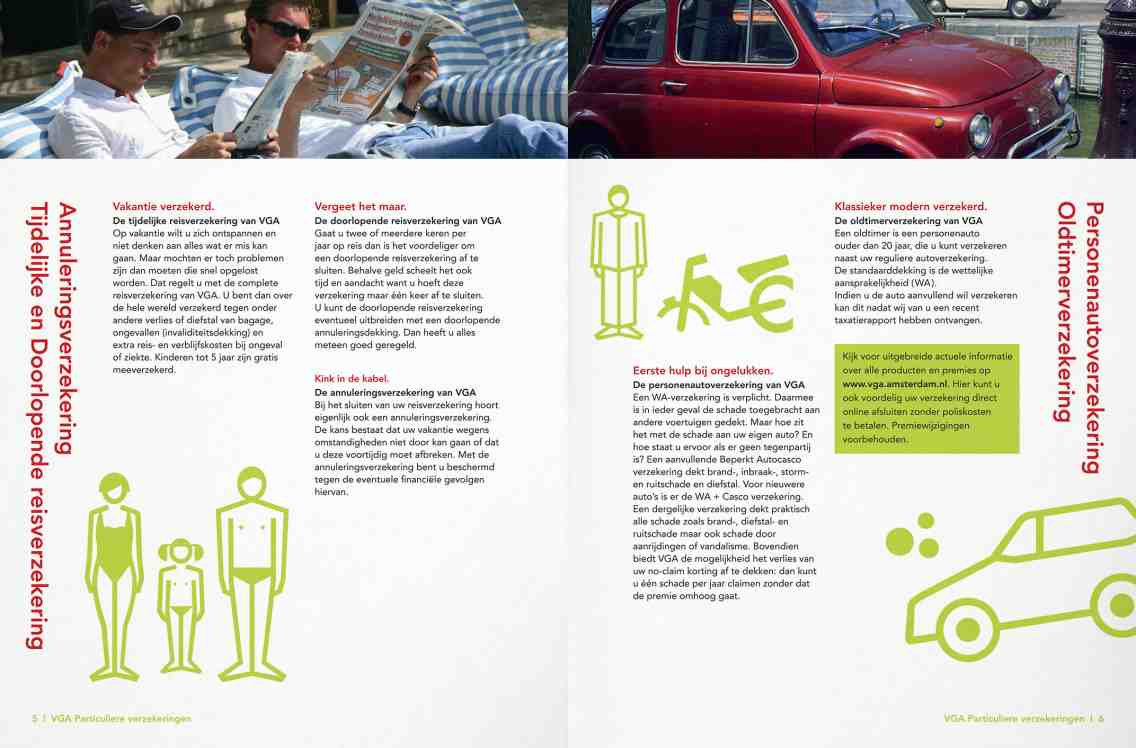 Annuleringsverzekering
Tijdelijke en Doorlopende reisverzekering
Vakantie verzekerd.
De tijdelijke reisverzekering van VGA
Op vakantie wilt u zich ontspannen en
niet denken aan alles wat er mis kan
gaan. Maar mochten er toch problemen
zijn dan moeten die snel opgelost
worden. Dat regelt u met de complete
reisverzekering van VGA. U bent dan over
de hele wereld verzekerd tegen onder
andere verlies of diefstal van bagage,
ongevallen (invaliditeitsdekking) en
extra reis- en verblijfskosten bij ongeval
of ziekte. Kinderen tot 5 jaar zijn gratis
meeverzekerd.
Vergeet het maar.
De doorlopende reisverzekering van VGA
Gaat u twee of meerdere keren per
jaar op reis dan is het voordeliger om
een doorlopende reisverzekering af te
sluiten. Behalve geld scheelt het ook
tijd en aandacht want u hoeft deze
verzekering maar één keer af te sluiten.
U kunt de doorlopende reisverzekering
eventueel uitbreiden met een doorlopende
annuleringsdekking. Dan heeft u alles
meteen goed geregeld.
Kink in de kabel.
De annuleringsverzekering van VGA
Bij het sluiten van uw reisverzekering hoort
eigenlijk ook een annuleringsverzekering.
De kans bestaat dat uw vakantie wegens
omstandigheden niet door kan gaan of dat
u deze voortijdig moet afbreken. Met de
annuleringsverzekering bent u beschermd
tegen de eventuele financiële gevolgen
hiervan.
5 | VGA Particuliere verzekeringen
Eerste hulp bij ongelukken.
De personenautoverzekering van VGA
Een WA-verzekering is verplicht. Daarmee
is in ieder geval de schade toegebracht aan
andere voertuigen gedekt. Maar hoe zit
het met de schade aan uw eigen auto? En
hoe staat u ervoor als er geen tegenpartij
is? Een aanvullende Beperkt Autocasco
verzekering dekt brand-, inbraak-, storm-
en ruitschade en diefstal. Voor nieuwere
auto's is er de WA + Casco verzekering.
Een dergelijke verzekering dekt praktisch
alle schade zoals brand-, diefstal- en
ruitschade maar ook schade door
aanrijdingen of vandalisme. Bovendien
biedt VGA de mogelijkheid het verlies van
uw no-claim korting af te dekken: dan kunt
u één schade per jaar claimen zonder dat
de premie omhoog gaat.
Klassieker modern verzekerd.
De oldtimerverzekering van VGA
Een oldtimer is een personenauto
ouder dan 20 jaar, die u kunt verzekeren
naast uw reguliere autoverzekering.
De standaarddekking is de wettelijke
aansprakelijkheid (WA).
Indien u de auto aanvullend wil verzekeren
kan dit nadat wij van u een recent
taxatierapport hebben ontvangen.
Kijk voor uitgebreide actuele informatie
over alle producten en premies op
www.vga.amsterdam.nl. Hier kunt u
ook voordelig uw verzekering direct
online afsluiten zonder poliskosten
te betalen. Premiewijzigingen
voorbehouden.
Personenautoverzekering
Oldtimerverzekering
VGA Particuliere verzekeringen | 6